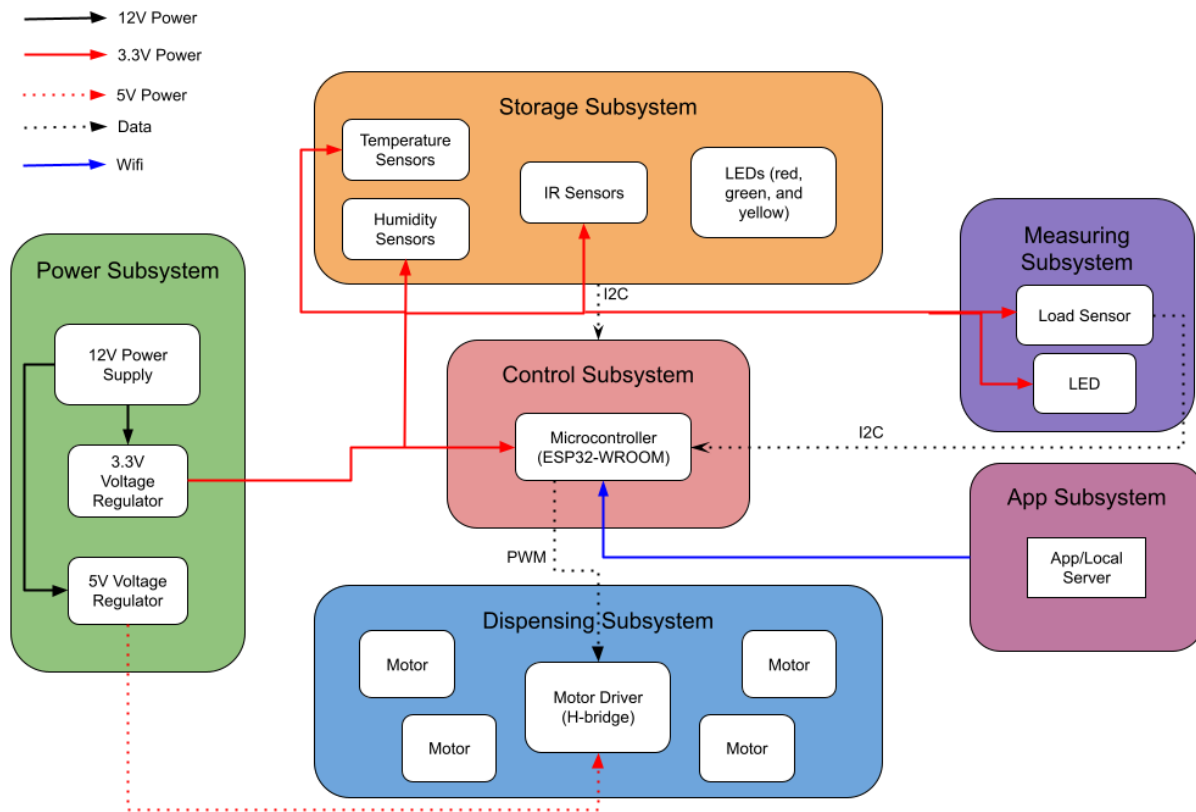 12V Power
3.3V Power
5V Power
Data
Wifi
Storage Subsystem
Temperature
Sensors
Humidity
Sensors
IR Sensors
LEDs (red,
green, and
yellow)
Power Subsystem
12V Power
Supply
3.3V
Voltage
Regulator
5V Voltage
Regulator
Measuring
Subsystem
Load Sensor
LED
I2C
Control Subsystem
Microcontroller
(ESP32-WROOM)
I2C
App Subsystem
App/Local
Server
PWM
Dispensing Subsystem
Motor
Motor
Motor Driver
(H-bridge)
Motor
Motor